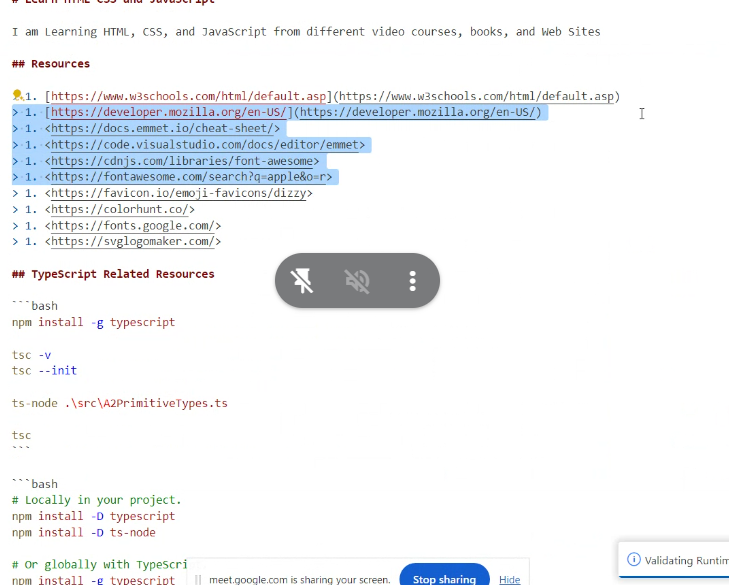 # Learn HTML CSS and JavaScript
I am Learning HTML, CSS, and JavaScript from different video courses, books, and Web Sites
## Resources
1. [https://www.w3schools.com/html/default.asp](https://www.w3schools.com/html/default.asp)
> 1. [https://developer.mozilla.org/en-US/](https://developer.mozilla.org/en-US/)
> 1. <https://docs.emmet.io/cheat-sheet/>
> 1. <https://code.visualstudio.com/docs/editor/emmet>
> 1. <https://cdnjs.com/libraries/font-awesome>
> 1. <https://fontawesome.com/search?q=apple&o=r>
> 1. <https://favicon.io/emoji-favicons/dizzy>
> 1. <https://colorhunt.co/>
> 1. <https://fonts.google.com/>
> 1. <https://svglogomaker.com/>
## TypeScript Related Resources
```bash
npm install -g typescript
tsc -v
tsc --init
ts-node .\src\A2PrimitiveTypes.ts
tsc
```
```bash
# Locally in your project.
npm install -D typescript
npm install -D ts-node
# Or globally with TypeScri
npm install -g typescript
meet.google.com is sharing your screen.
Stop sharing
Hide
Validating Runtim